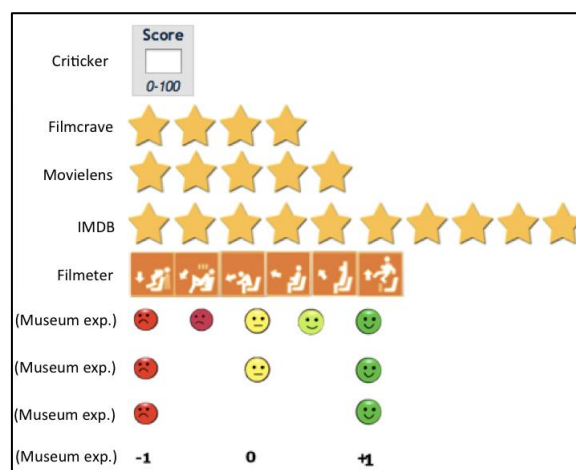 Score
Criticker
0-100
Filmcrave
Movielens
IMDB
Filmeter
(Museum exp.)
(Museum exp.)
(Museum exp.)
(Museum exp.) -1 0 +1